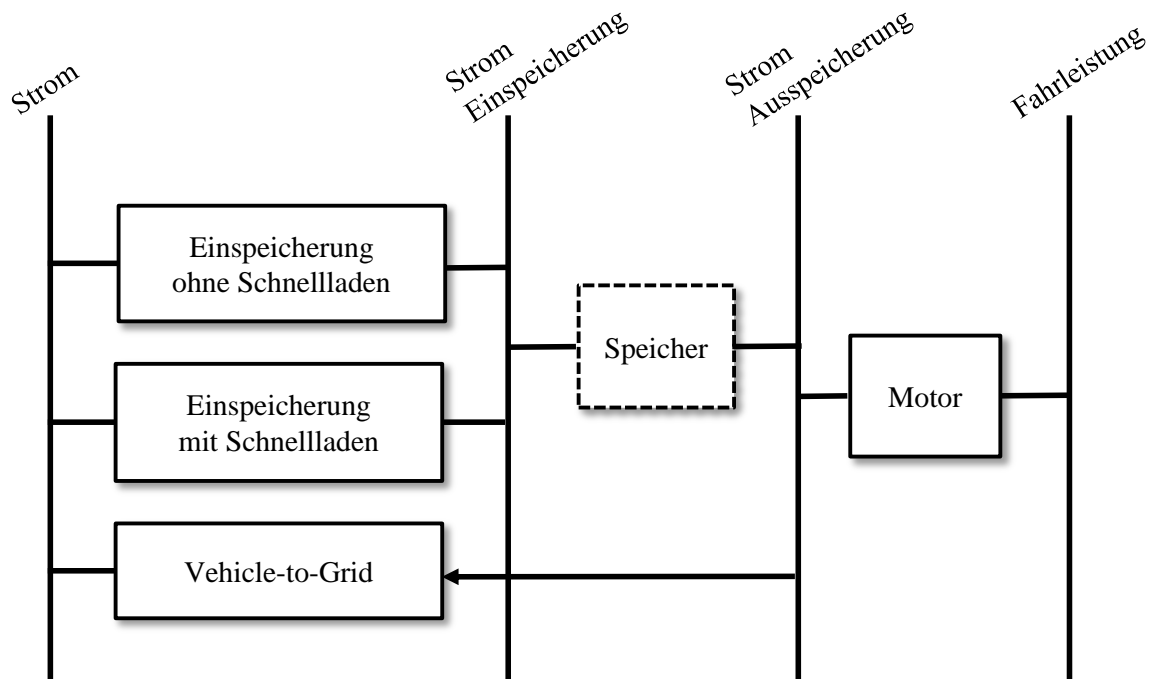 Strom
Strom
Einspeicherung
Strom
Ausspeicherung
Fahrleistung
Einspeicherung
ohne Schnellladen
Speicher
Einspeicherung
mit Schnellladen
Motor
Vehicle-to-Grid